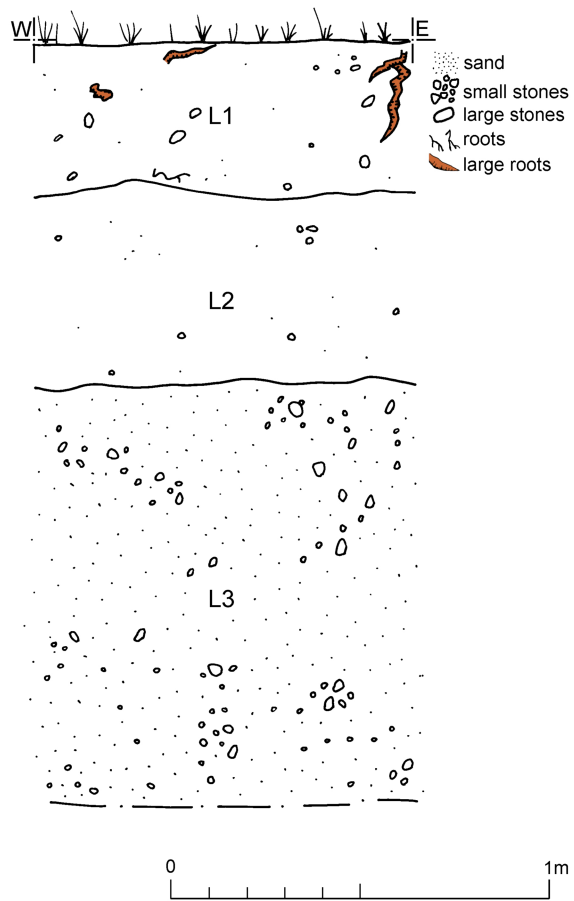 W E
sand
small stones
large stones
roots
large roots
L1
L2
L3
0 1m